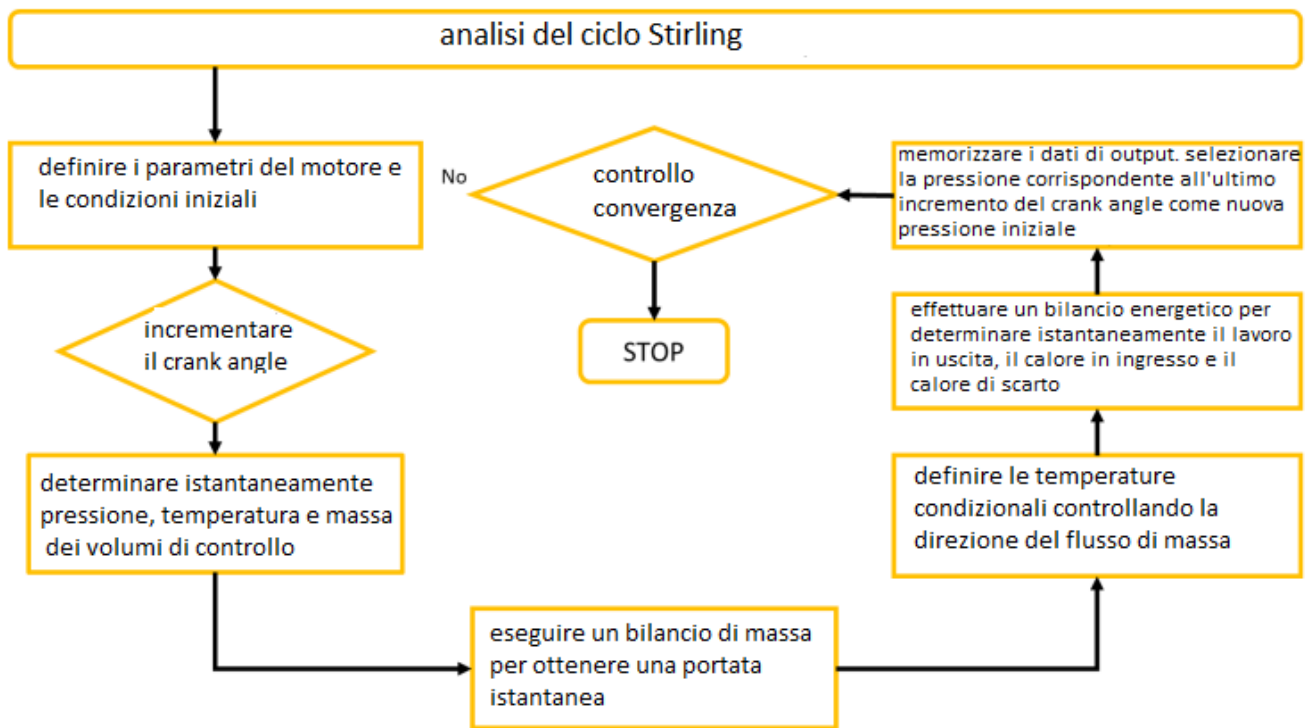 analisi del ciclo Stirling
definire i parametri del motore e
le condizioni iniziali
incrementare
il crank angle
determinare istantaneamente
pressione, temperatura e massa
dei volumi di controllo
eseguire un bilancio di massa
per ottenere una portata
istantanea
definire le temperature
condizionali controllando la
direzione del flusso di massa
effettuare un bilancio energetico per
determinare istantaneamente il lavoro
in uscita, il calore in ingresso e il
calore di scarto
memorizzare i dati di output. selezionare
la pressione corrispondente all'ultimo
incremento del crank angle come nuova
pressione iniziale
controllo
convergenza
No
STOP